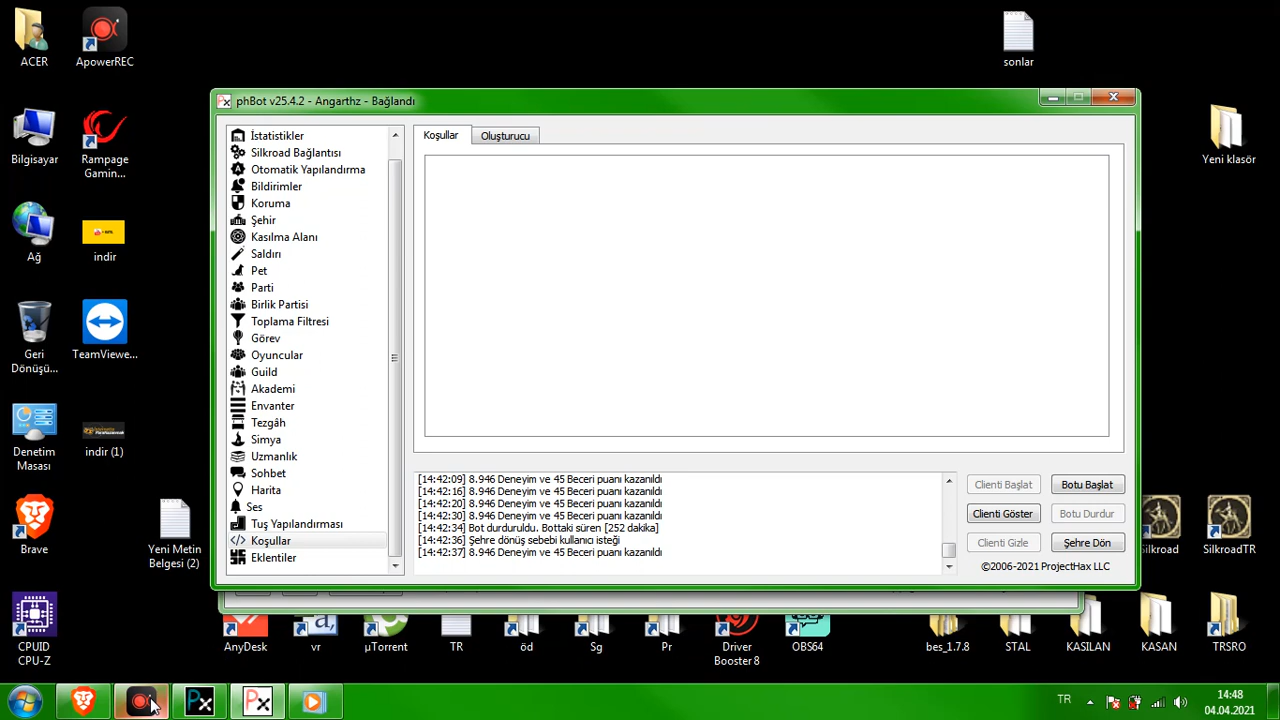 ACER
ApowerREC
sonlar
Bilgisayar
Rampage
Gamin...
Yeni klasör
Ağ
indir
Geri
Dönüşü...
TeamViewe...
Denetim
Masası
indir (1)
Brave
Yeni Metin
Belgesi (2)
CPUID
CPU-Z
phBot v25.4.2 - Angarthz - Bağlandı
İstatistikler
Silkroad Bağlantısı
Otomatik Yapılandırma
Bildirimler
Koruma
Şehir
Kasılma Alanı
Saldırı
Pet
Parti
Birlik Partisi
Toplama Filtresi
Görev
Oyuncular
Guild
Akademi
Envanter
Tezgâh
Simya
Uzmanlık
Sohbet
Harita
Ses
Tuş Yapılandırması
Koşullar
Eklentiler
Koşullar
Oluşturucu
[14:42:09] 8.946 Deneyim ve 45 Beceri puanı kazanıldı
[14:42:16] 8.946 Deneyim ve 45 Beceri puanı kazanıldı
[14:42:20] 8.946 Deneyim ve 45 Beceri puanı kazanıldı
[14:42:30] 8.946 Deneyim ve 45 Beceri puanı kazanıldı
[14:42:34] Bot durduruldu. Bottaki süren [252 dakika]
[14:42:36] Şehre dönüş sebebi kullanıcı isteği
[14:42:37] 8.946 Deneyim ve 45 Beceri puanı kazanıldı
Clienti Başlat
Botu Başlat
Clienti Göster
Botu Durdur
Clienti Gizle
Şehre Dön
©2006-2021 ProjectHax LLC
Silkroad
SilkroadTR
AnyDesk
vr
µTorrent
TR
öd
Sg
Pr
Driver
Booster 8
OBS64
bes_1.7.8
STAL
KASILAN
KASAN
TRSRO
TR
14:48
04.04.2021